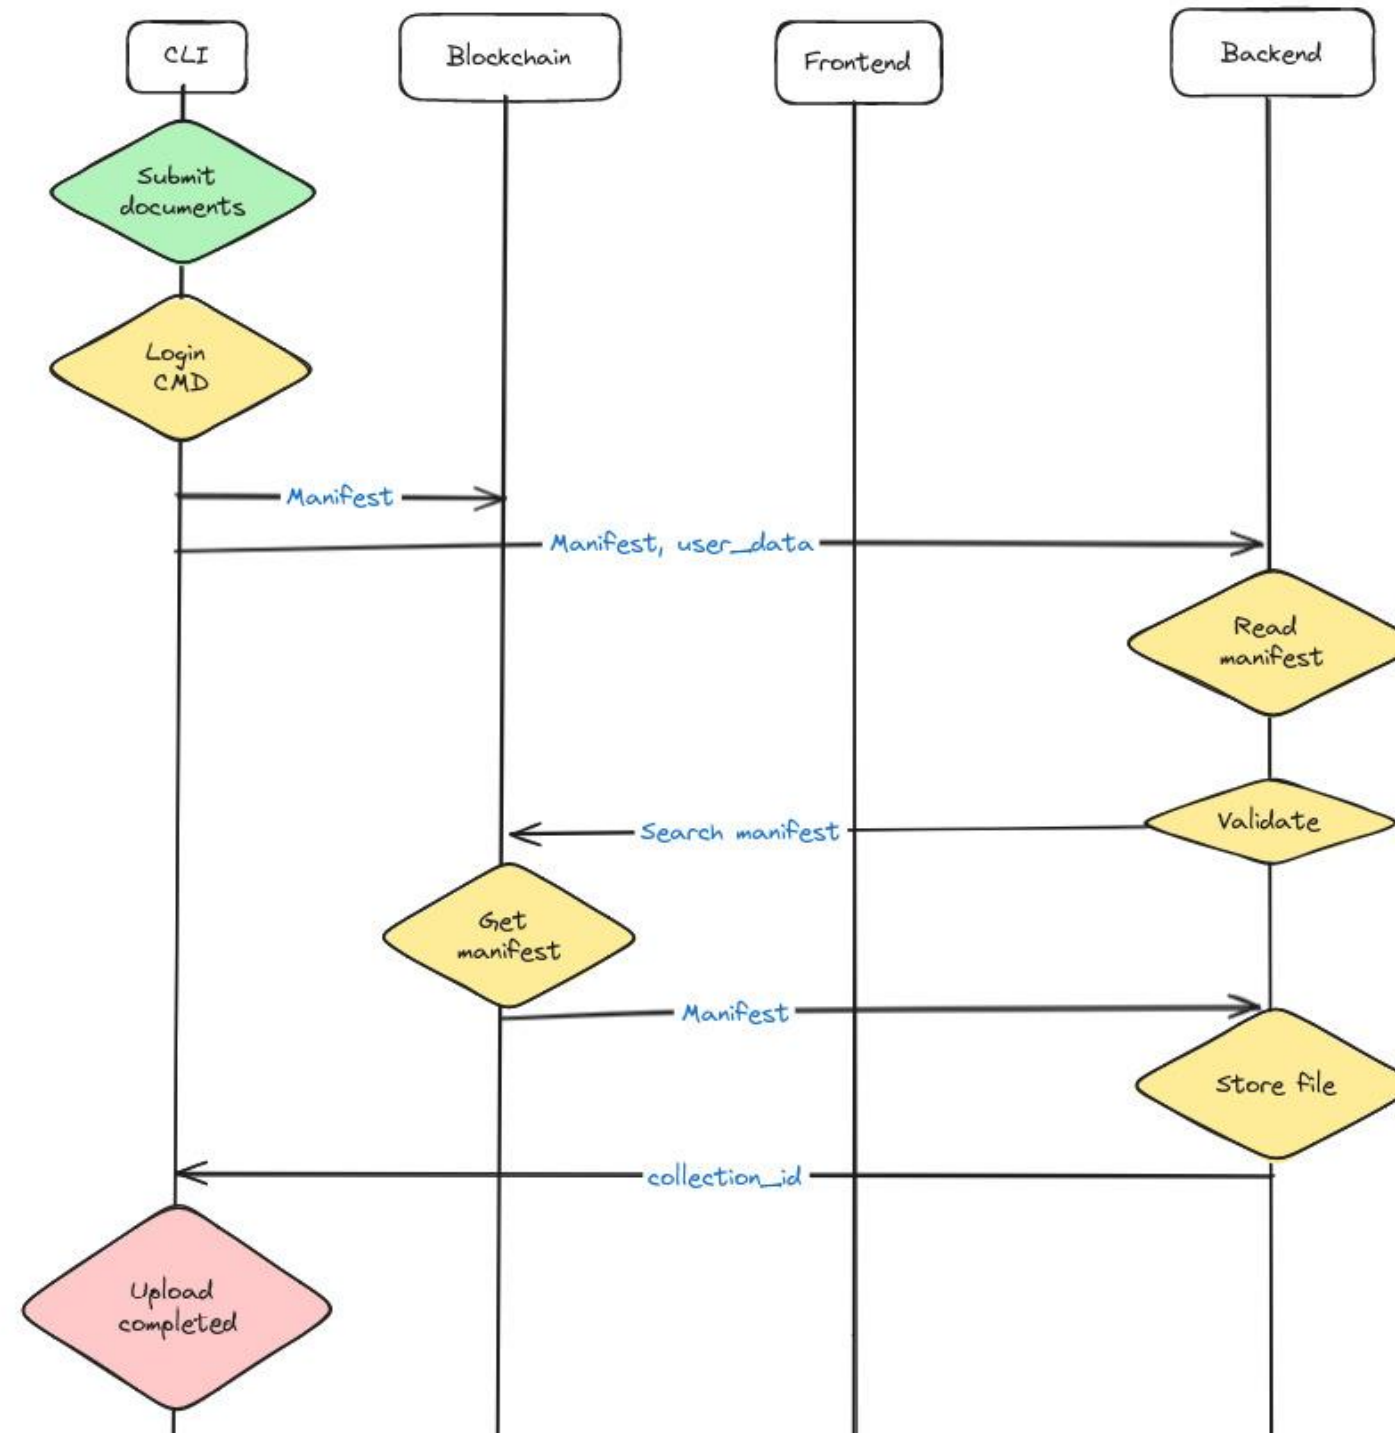 CLI
Blockchain
Frontend
Backend
Submit
documents
Login
CMD
Manifest
Manifest, user_data
Read
manifest
Validate
Search manifest
Get
manifest
Manifest
Store file
collection_id
Upload
completed